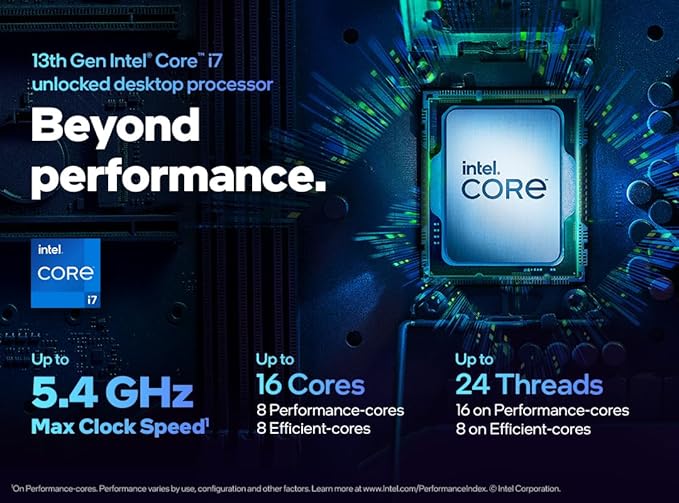 13th Gen Intel® Core™ i7
unlocked desktop processor
Beyond
performance.
intel.
CORE™
i7
intel.
CORE™
Up to
5.4 GHz
Max Clock Speed¹
Up to
16 Cores
8 Performance-cores
8 Efficient-cores
Up to
24 Threads
16 on Performance-cores
8 on Efficient-cores
¹On Performance-cores. Performance varies by use, configuration and other factors. Learn more at www.Intel.com/PerformanceIndex. © Intel Corporation.